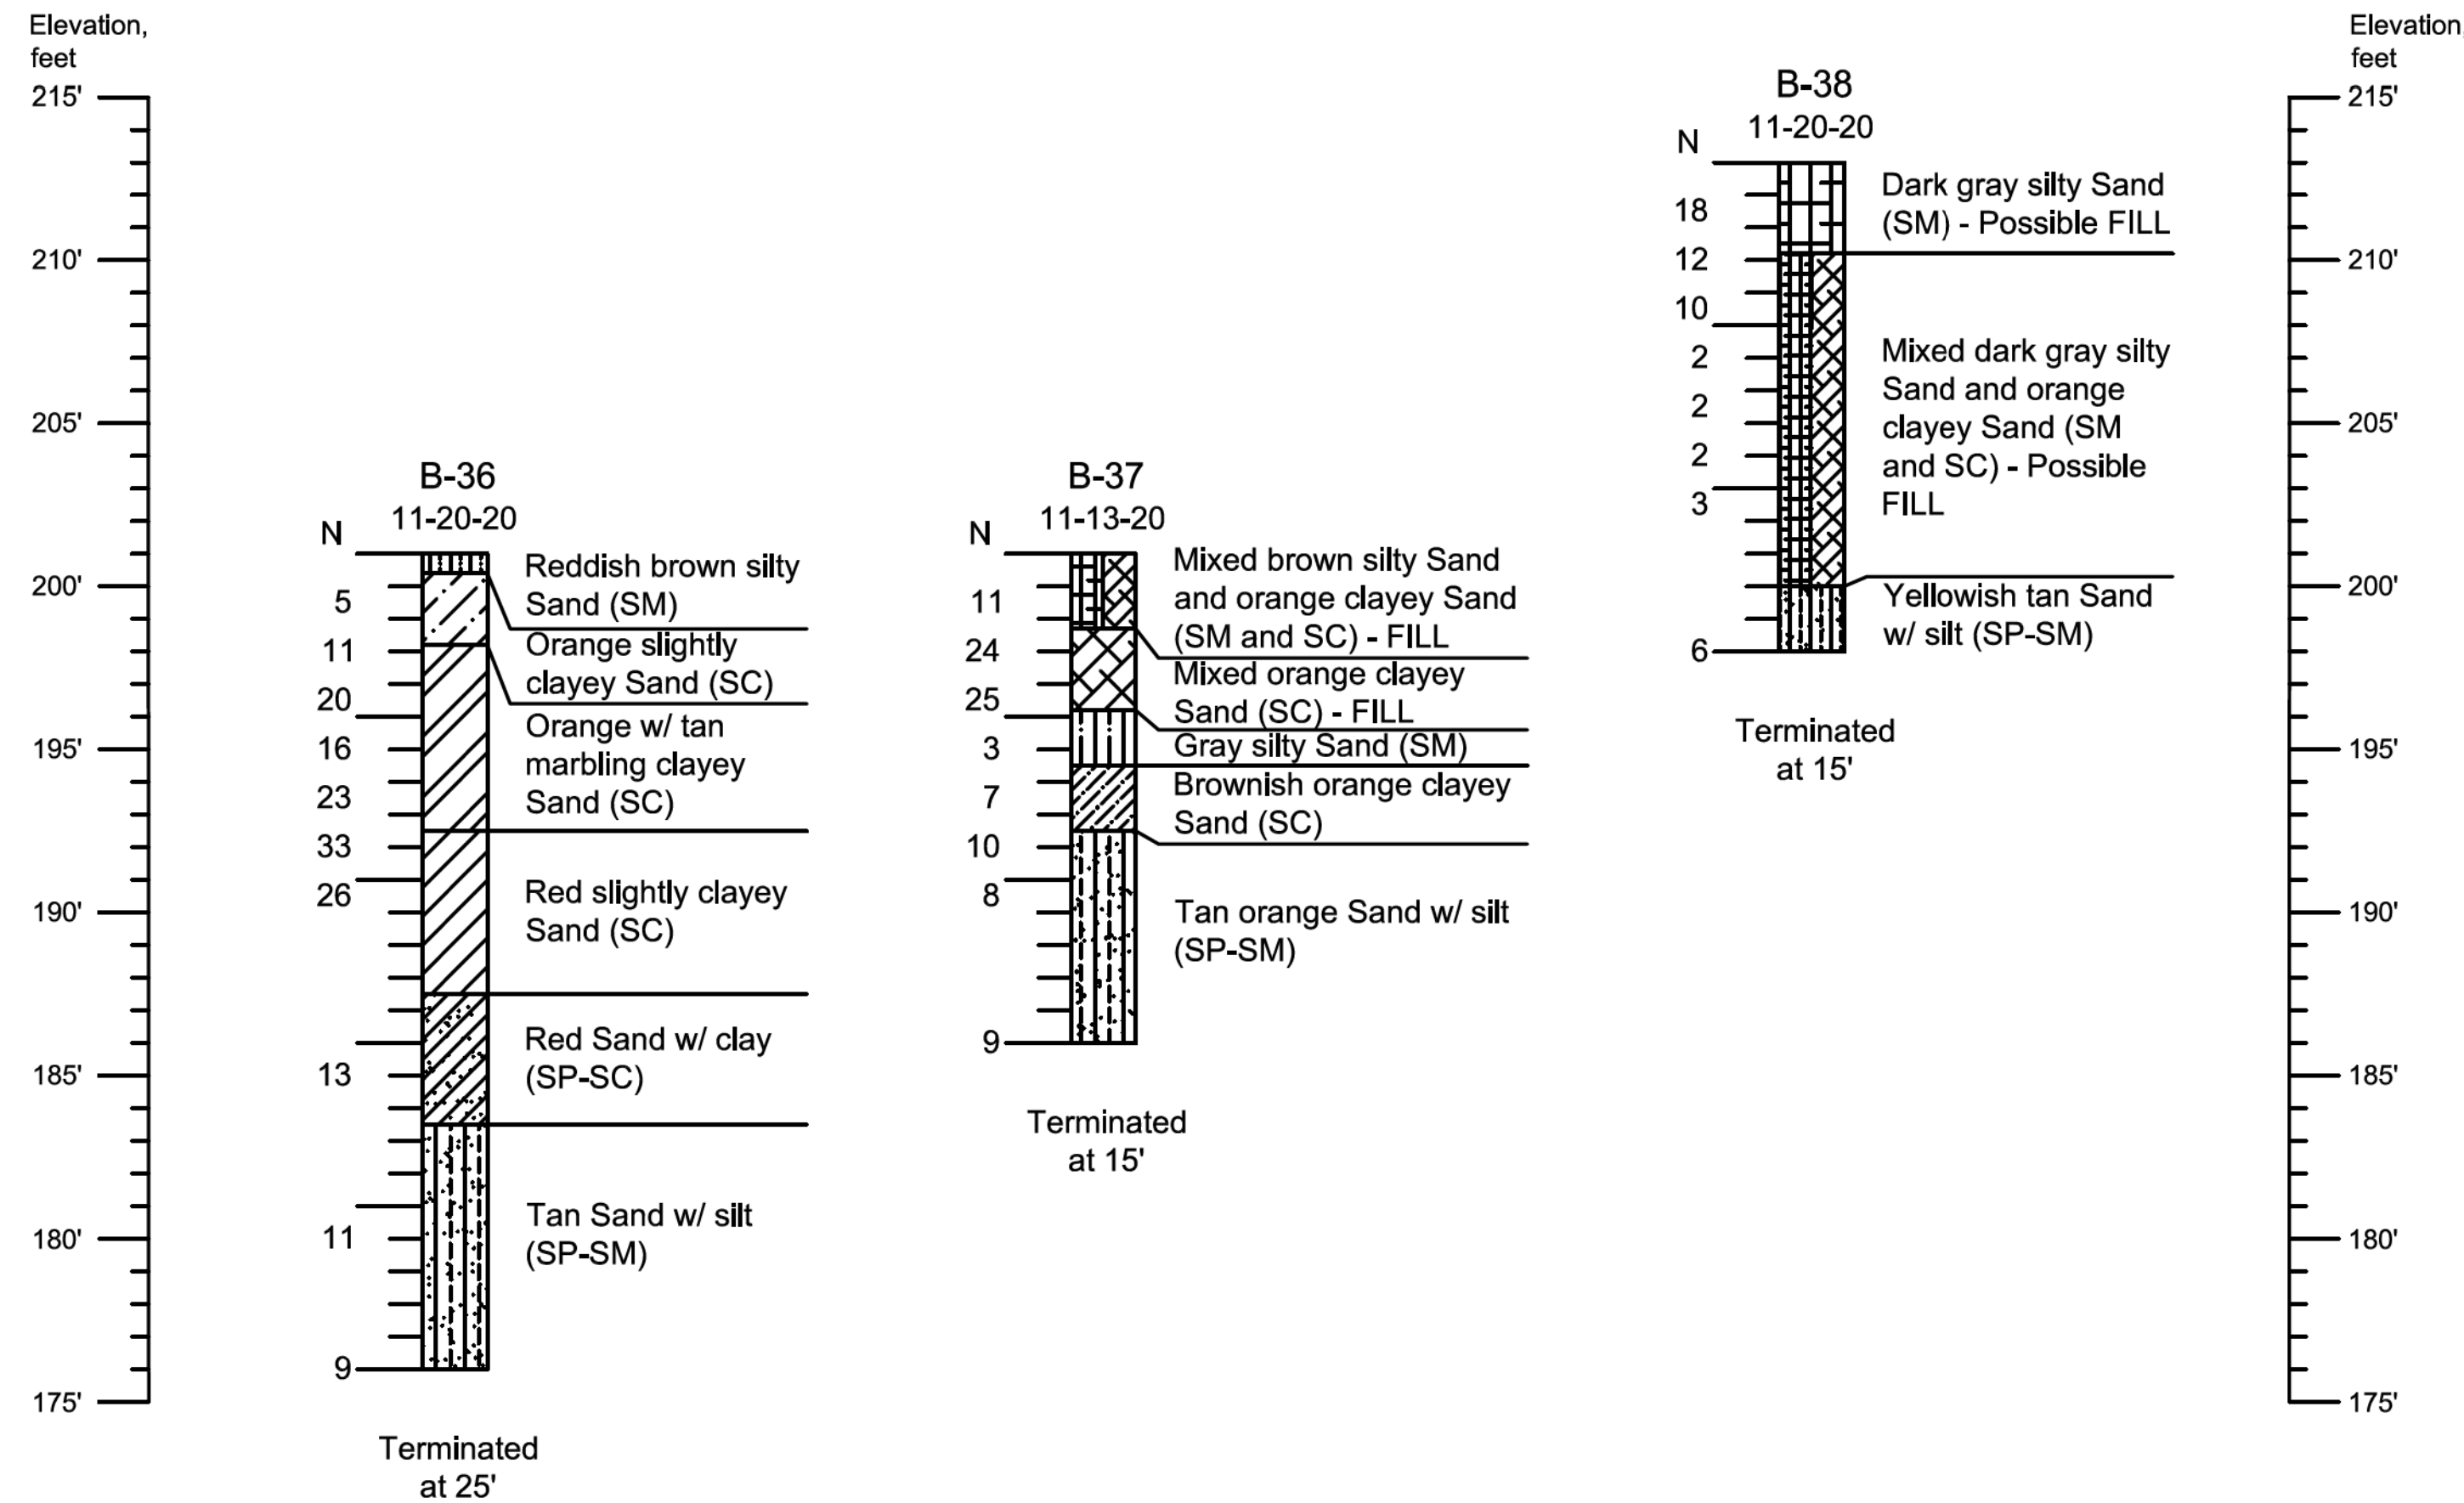 Elevation,
feet
215'
210'
205'
200'
195'
190'
185'
180'
175'
B-36
11-20-20
N
5
11
20
16
23
33
26
13
11
9
Reddish brown silty
Sand (SM)
Orange slightly
clayey Sand (SC)
Orange w/ tan
marbling clayey
Sand (SC)
Red slightly clayey
Sand (SC)
Red Sand w/ clay
(SP-SC)
Tan Sand w/ silt
(SP-SM)
Terminated
at 25'
B-37
11-13-20
N
11
24
25
3
7
10
8
9
Mixed brown silty Sand
and orange clayey Sand
(SM and SC) - FILL
Mixed orange clayey
Sand (SC) - FILL
Gray silty Sand (SM)
Brownish orange clayey
Sand (SC)
Tan orange Sand w/ silt
(SP-SM)
Terminated
at 15'
B-38
11-20-20
N
18
12
10
2
2
2
3
6
Dark gray silty Sand
(SM) - Possible FILL
Mixed dark gray silty
Sand and orange
clayey Sand (SM
and SC) - Possible
FILL
Yellowish tan Sand
w/ silt (SP-SM)
Terminated
at 15'
Elevation,
feet
215'
210'
205'
200'
195'
190'
185'
180'
175'